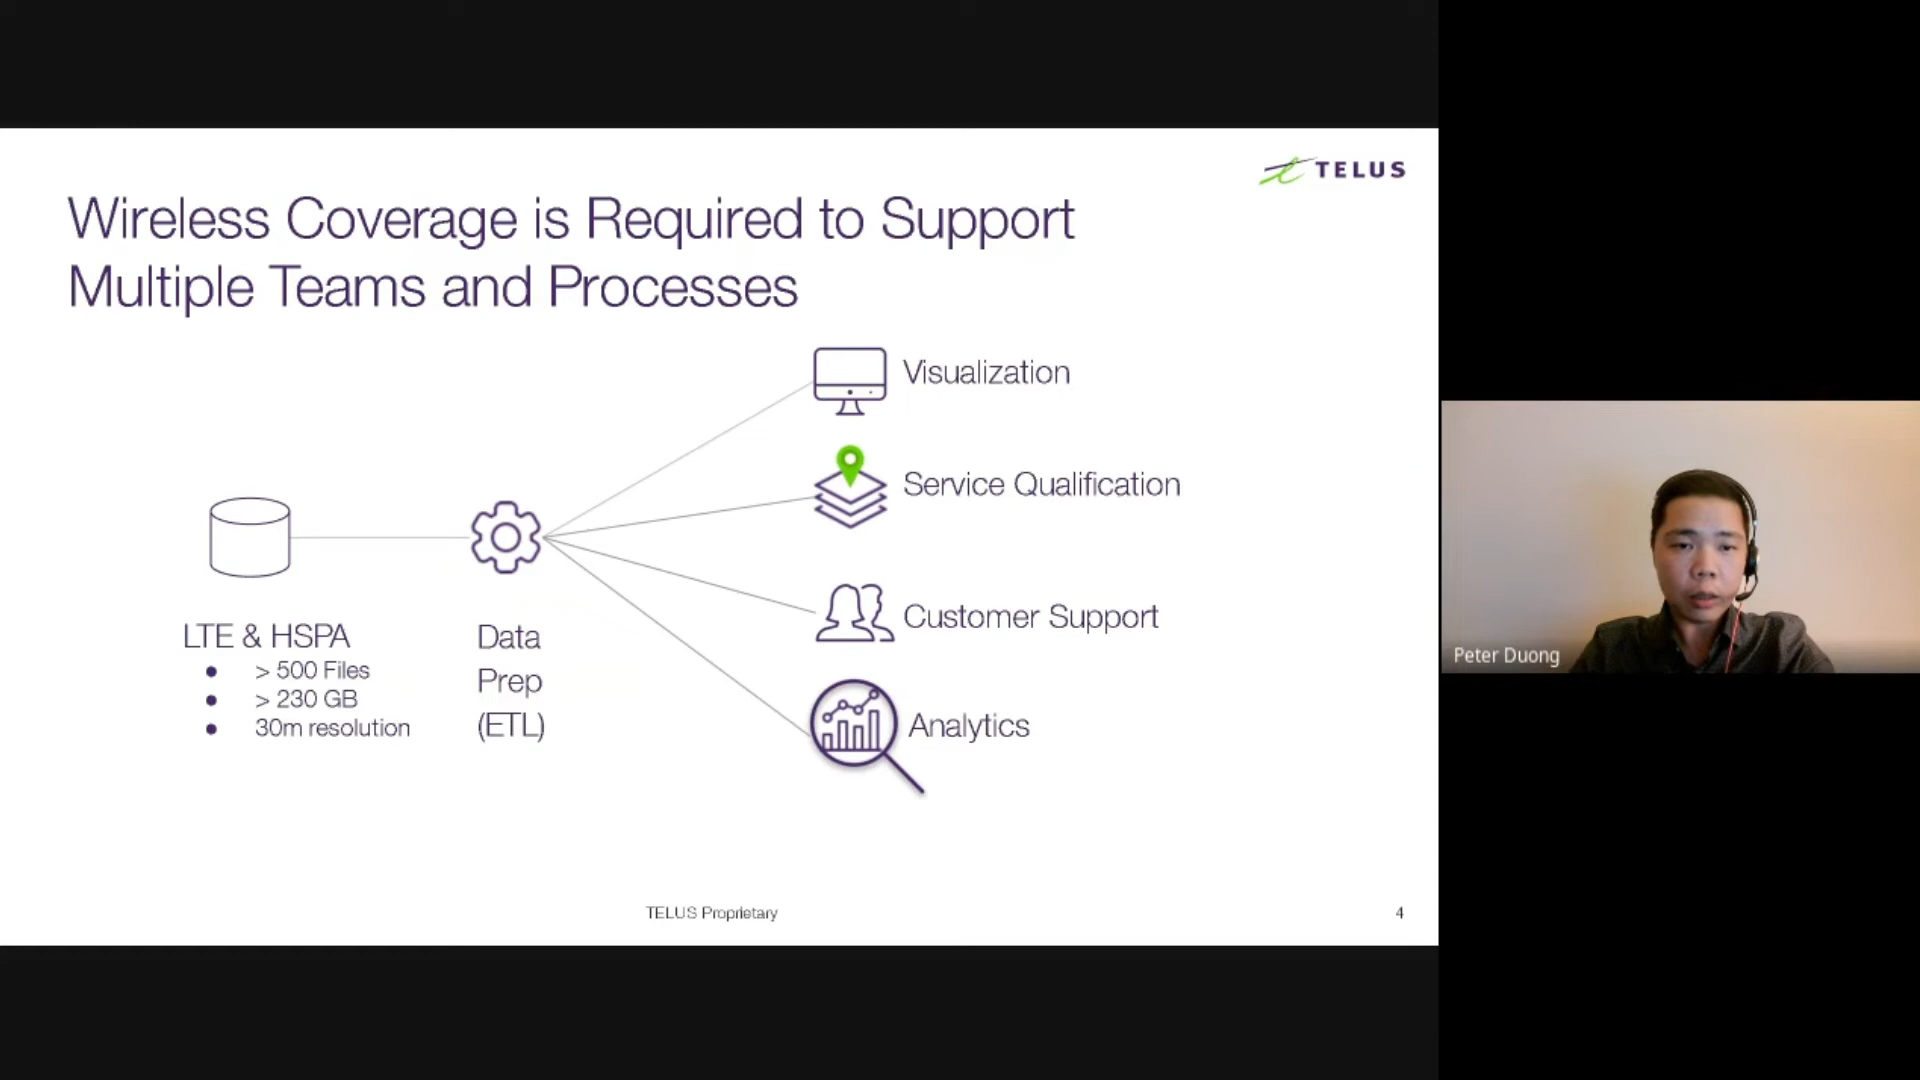 TELUS
Wireless Coverage is Required to Support
Multiple Teams and Processes
Visualization
Service Qualification
Customer Support
Analytics
LTE & HSPA
● > 500 Files
● > 230 GB
● 30m resolution
Data
Prep
(ETL)
TELUS Proprietary
4
Peter Duong